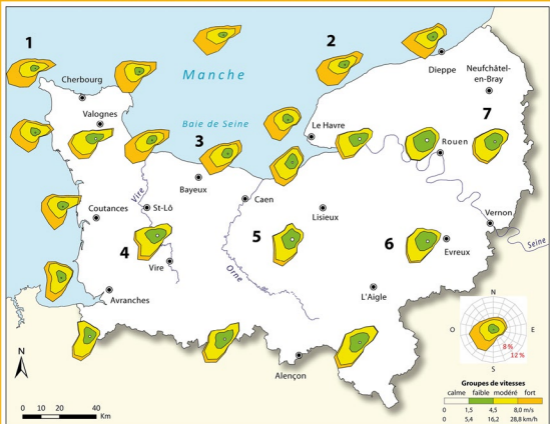 1
2
Dieppe
Neufchâtel-
en-Bray
Manche
Cherbourg
Valognes
Baie de Seine
Le Havre
7
Rouen
3
Bayeux
Caen
Vire
St-Lô
Coutances
Lisieux
Vernon
Seine
4
5
6
Vire
Orne
Evreux
Avranches
L'Aigle
N
O
E
8 %
12 %
S
N
Alençon
Groupes de vitesses
calme faible modéré fort
0 1,5 4,5 8,0 m/s
0 5,4 16,2 28,8 km/h
0 10 20 40
Km